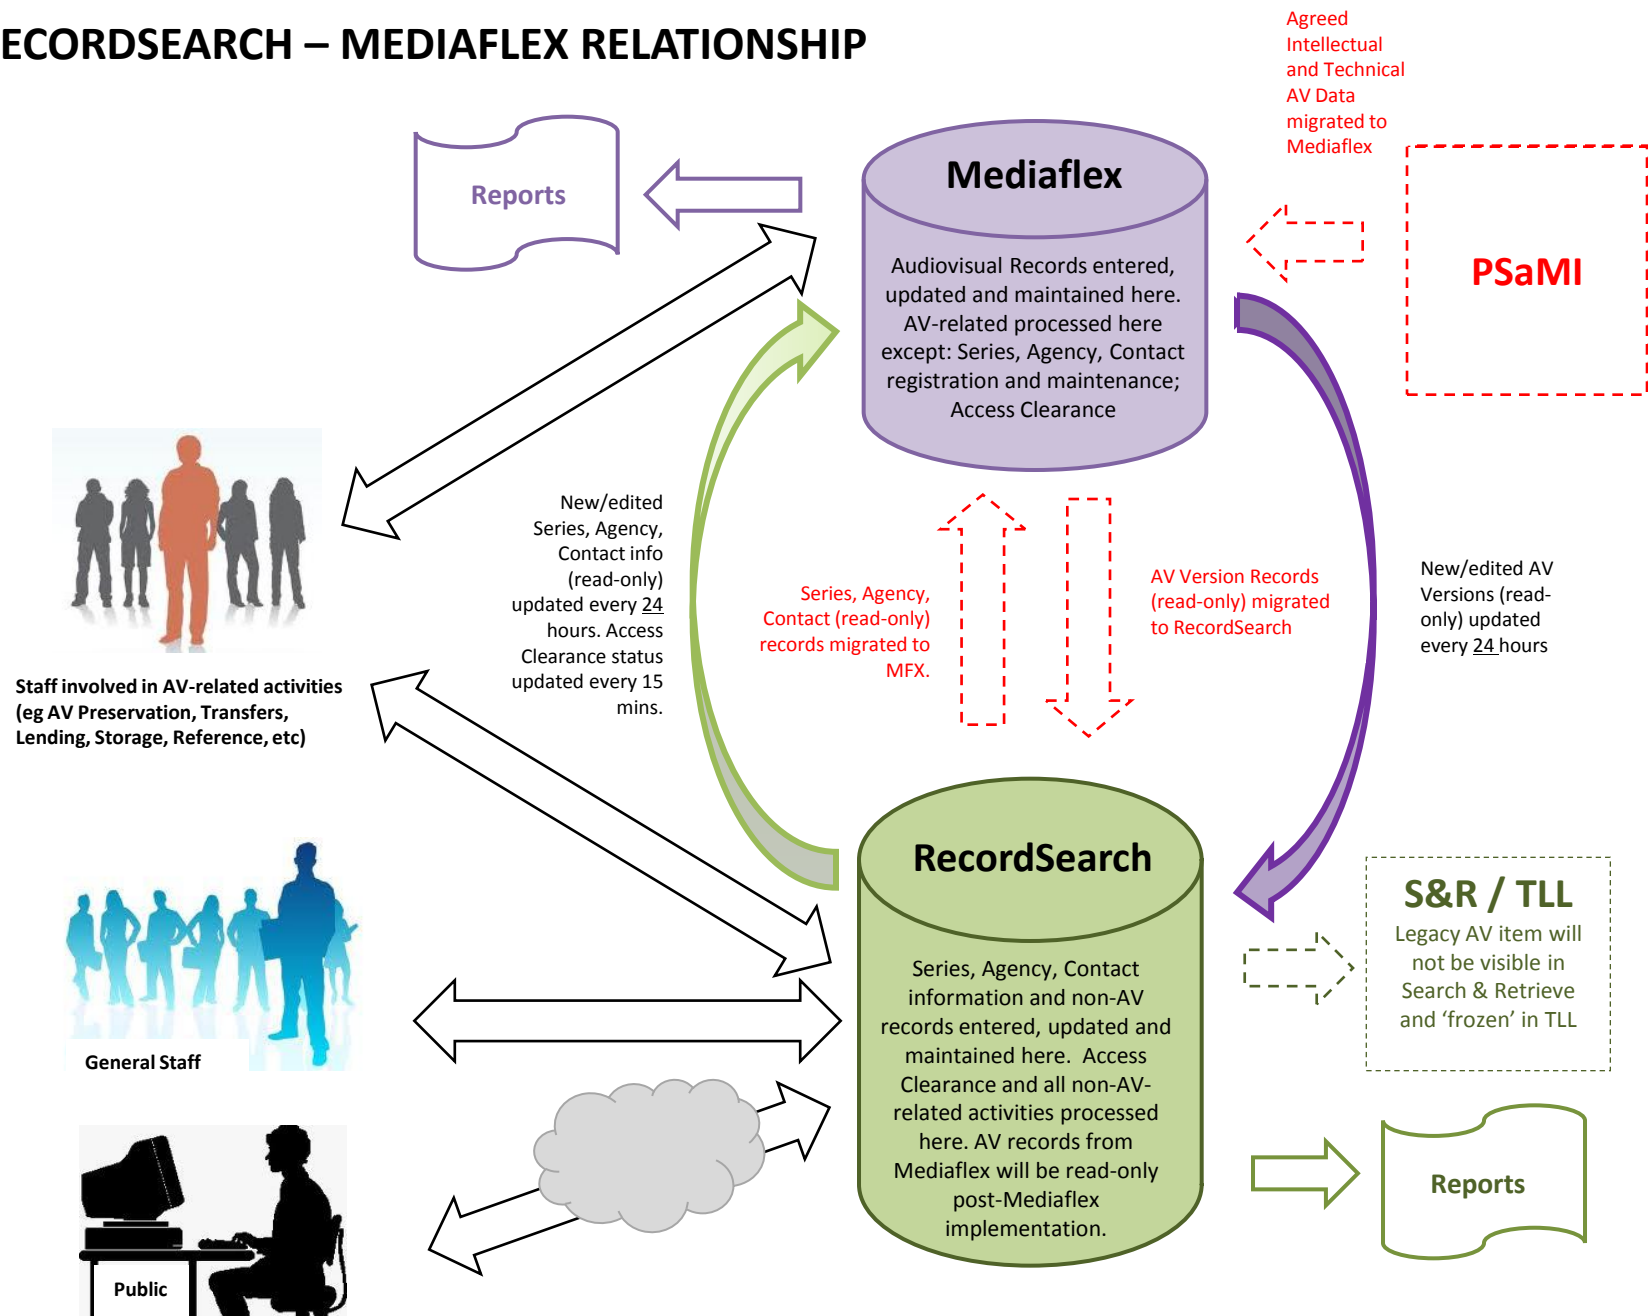 ECORDSEARCH – MEDIAFLEX RELATIONSHIP
Agreed
Intellectual
and Technical
AV Data
migrated to
Mediaflex
Reports
Mediaflex
Audiovisual Records entered,
updated and maintained here.
AV-related processed here
except: Series, Agency, Contact
registration and maintenance;
Access Clearance
PSaMI
New/edited
Series, Agency,
Contact info
(read-only)
updated every 24
hours. Access
Clearance status
updated every 15
mins.
Series, Agency,
Contact (read-only)
records migrated to
MFX.
AV Version Records
(read-only) migrated
to RecordSearch
New/edited AV
Versions (read-
only) updated
every 24 hours
Staff involved in AV-related activities
(eg AV Preservation, Transfers,
Lending, Storage, Reference, etc)
RecordSearch
Series, Agency, Contact
information and non-AV
records entered, updated and
maintained here.  Access
Clearance and all non-AV-
related activities processed
here. AV records from
Mediaflex will be read-only
post-Mediaflex
implementation.
S&R / TLL
Legacy AV item will
not be visible in
Search & Retrieve
and ‘frozen’ in TLL
General Staff
Reports
Public